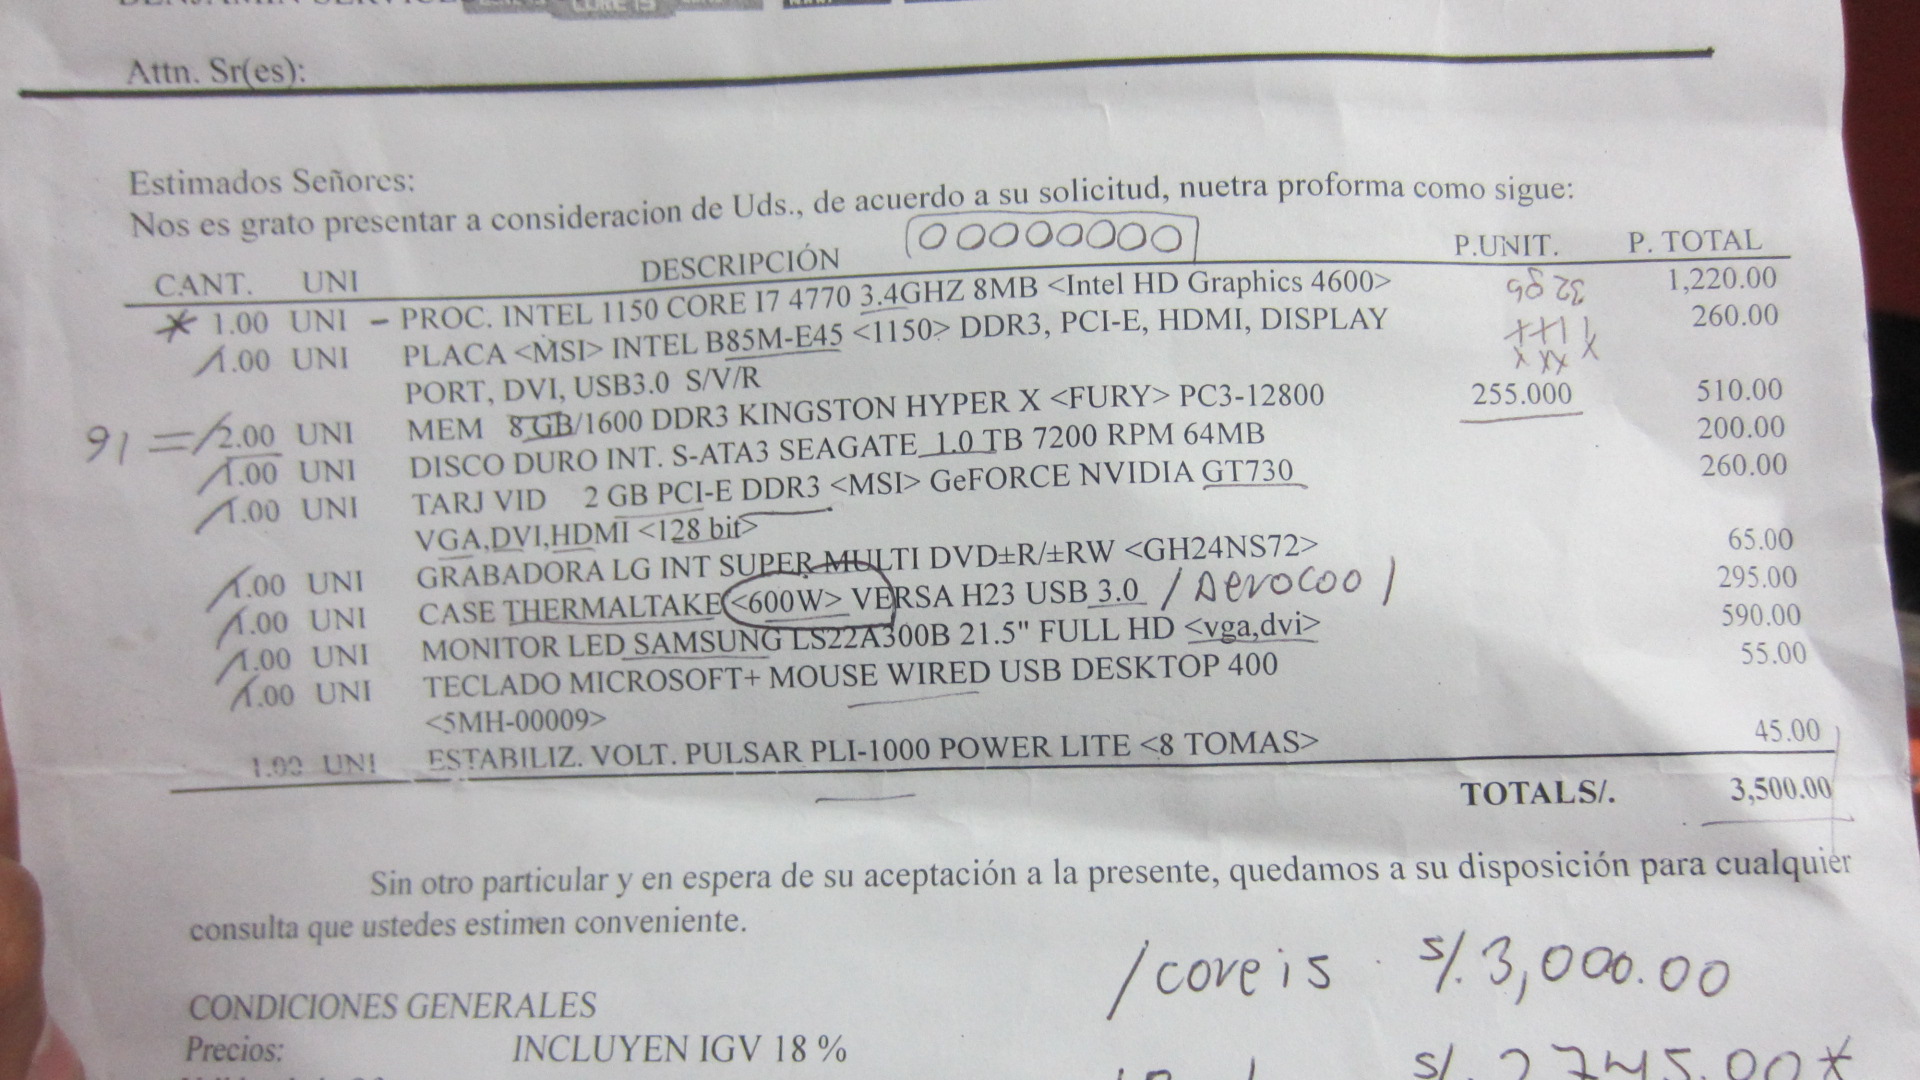 Attn. Sr(es):
Estimados Señores:
Nos es grato presentar a consideracion de Uds., de acuerdo a su solicitud, nuetra proforma como sigue:
CANT. UNI DESCRIPCIÓN 00000000 P.UNIT. P. TOTAL
* 1.00 UNI - PROC. INTEL 1150 CORE I7 4770 3.4GHZ 8MB <Intel HD Graphics 4600> 1,220.00
1.00 UNI PLACA <MSI> INTEL B85M-E45 <1150> DDR3, PCI-E, HDMI, DISPLAY 260.00
PORT, DVI, USB3.0 S/V/R
16 = 2.00 UNI MEM 8 GB/1600 DDR3 KINGSTON HYPER X <FURY> PC3-12800 255.000 510.00
1.00 UNI DISCO DURO INT. S-ATA3 SEAGATE 1.0 TB 7200 RPM 64MB 200.00
1.00 UNI TARJ VID 2 GB PCI-E DDR3 <MSI> GeFORCE NVIDIA GT730 260.00
VGA,DVI,HDMI <128 bit>
1.00 UNI GRABADORA LG INT SUPER MULTI DVD±R/±RW <GH24NS72> 65.00
1.00 UNI CASE THERMALTAKE <600W> VERSA H23 USB 3.0 / Aerocool 295.00
1.00 UNI MONITOR LED SAMSUNG LS22A300B 21.5" FULL HD <vga,dvi> 590.00
1.00 UNI TECLADO MICROSOFT+ MOUSE WIRED USB DESKTOP 400 55.00
<5MH-00009>
1.00 UNI ESTABILIZ. VOLT. PULSAR PLI-1000 POWER LITE <8 TOMAS> 45.00
TOTALS/. 3,500.00
Sin otro particular y en espera de su aceptación a la presente, quedamos a su disposición para cualquier
consulta que ustedes estimen conveniente.
/core i5 S/. 3,000.00
CONDICIONES GENERALES
Precios: INCLUYEN IGV 18 %
S/. 2745.00*